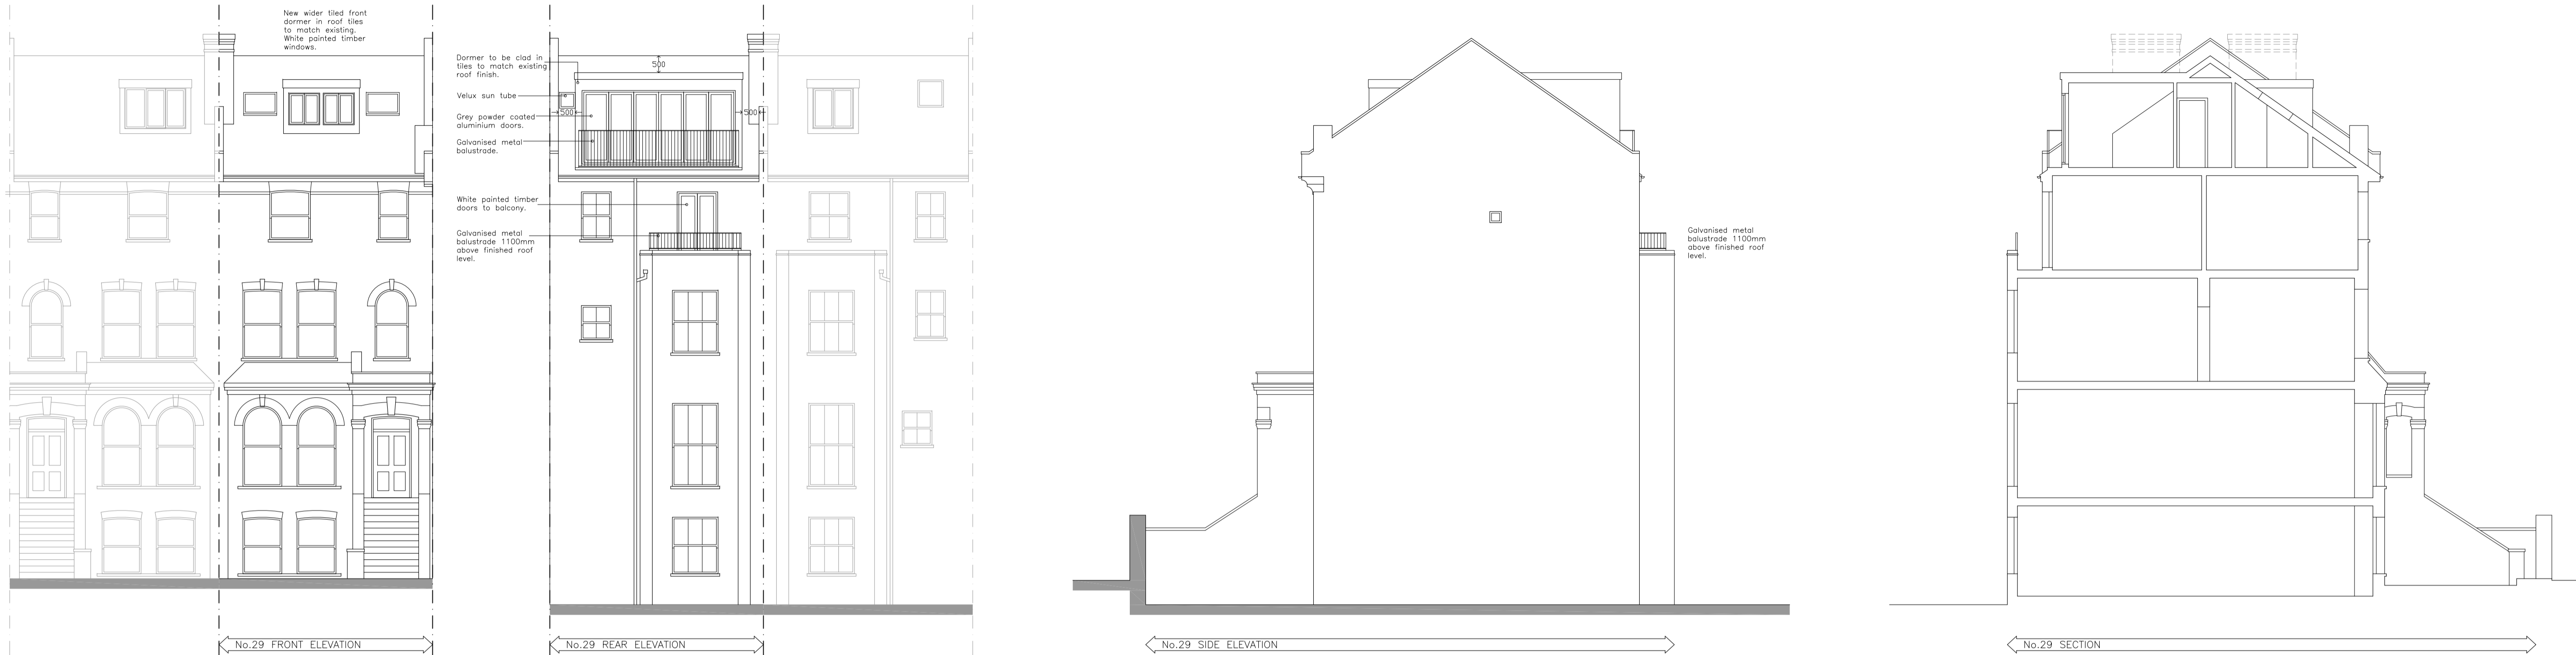 New wider tiled front
dormer in roof tiles
to match existing.
White painted timber
windows.
Dormer to be clad in
tiles to match existing
roof finish.
Velux sun tube
Grey powder coated
aluminium doors.
Galvanised metal
balustrade.
White painted timber
doors to balcony.
Galvanised metal
balustrade 1100mm
above finished roof
level.
500
500
500
Galvanised metal
balustrade 1100mm
above finished roof
level.
No.29 FRONT ELEVATION
No.29 REAR ELEVATION
No.29 SIDE ELEVATION
No.29 SECTION